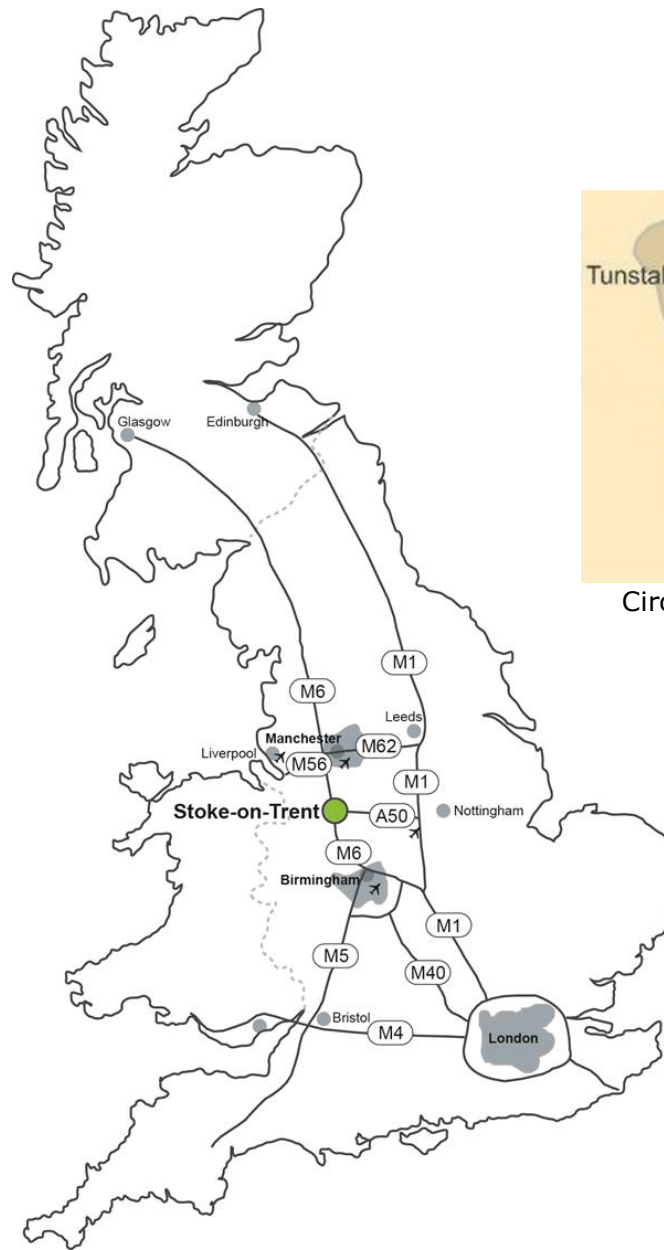 Tunstal
Glasgow
Edinburgh
Circ
M1
M6
Leeds
Manchester
M62
Liverpool
M56
M1
Stoke-on-Trent
A50
Nottingham
M6
Birmingham
M1
M5
M40
Bristol
M4
London